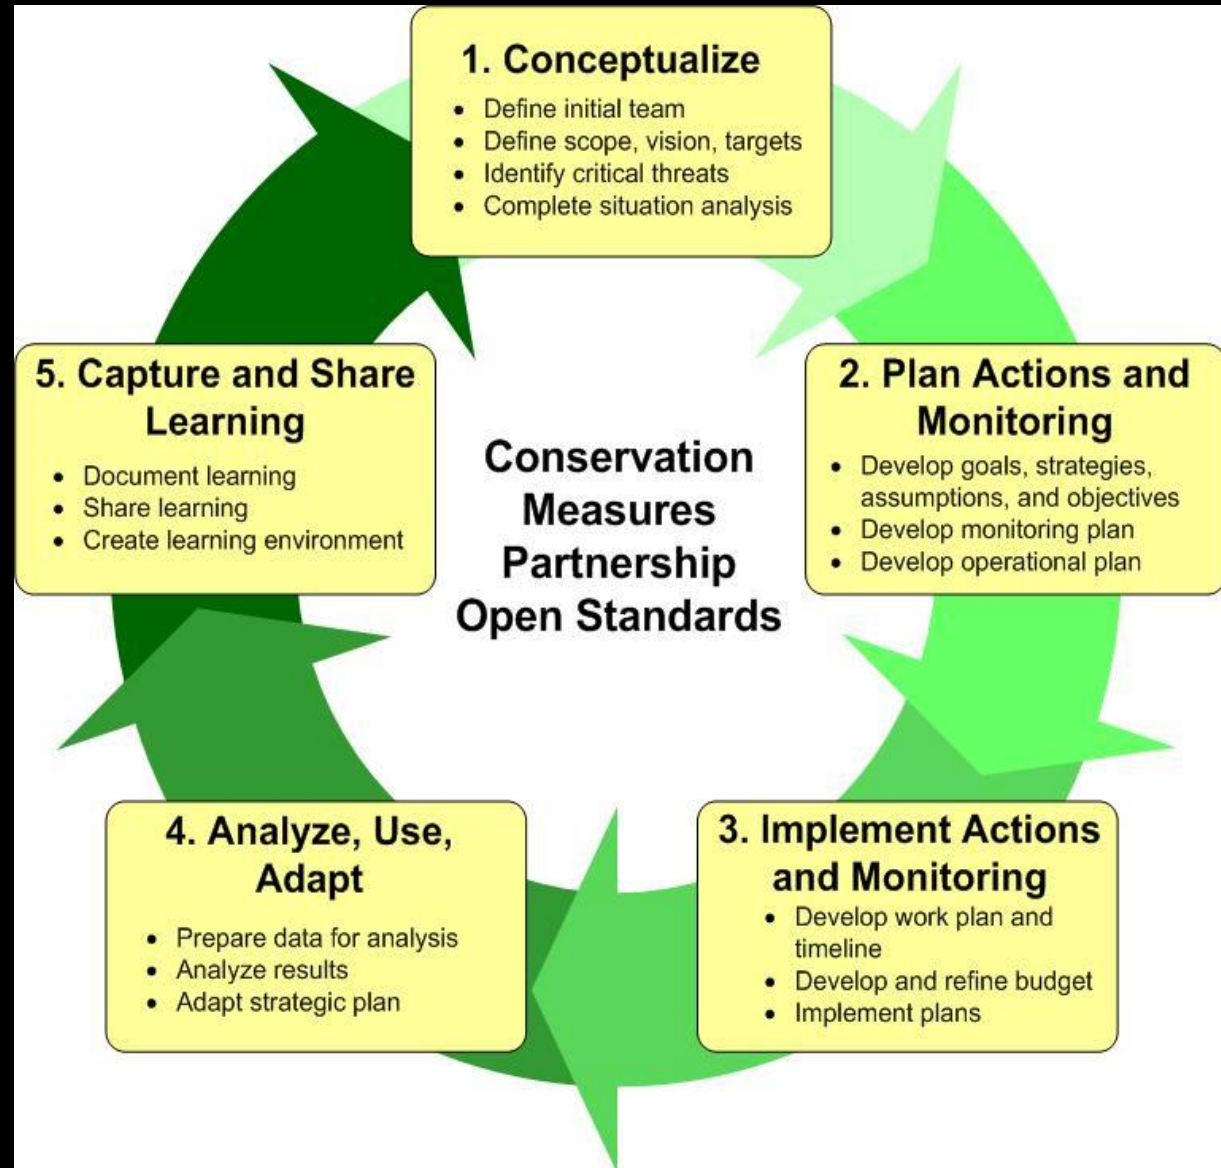 1. Conceptualize
• Define initial team
• Define scope, vision, targets
• Identify critical threats
• Complete situation analysis
2. Plan Actions and
Monitoring
• Develop goals, strategies,
assumptions, and objectives
• Develop monitoring plan
• Develop operational plan
3. Implement Actions
and Monitoring
• Develop work plan and
timeline
• Develop and refine budget
• Implement plans
4. Analyze, Use,
Adapt
• Prepare data for analysis
• Analyze results
• Adapt strategic plan
5. Capture and Share
Learning
• Document learning
• Share learning
• Create learning environment
Conservation
Measures
Partnership
Open Standards